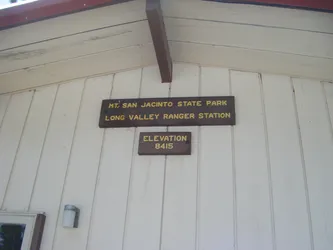 MT. SAN JACINTO STATE PARK
LONG VALLEY RANGER STATION
ELEVATION
8415